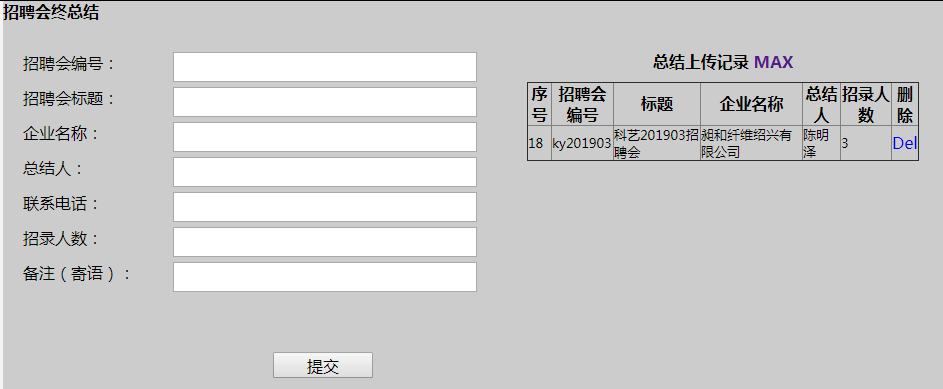 招聘会终总结
招聘会编号：
招聘会标题：
企业名称：
总结人：
联系电话：
招录人数：
备注（寄语）：
提交
总结上传记录 MAX
序号 招聘会编号 标题 企业名称 总结人 招录人数 删除
18 ky201903 科艺201903招聘会 昶和纤维绍兴有限公司 陈明泽 3 Del